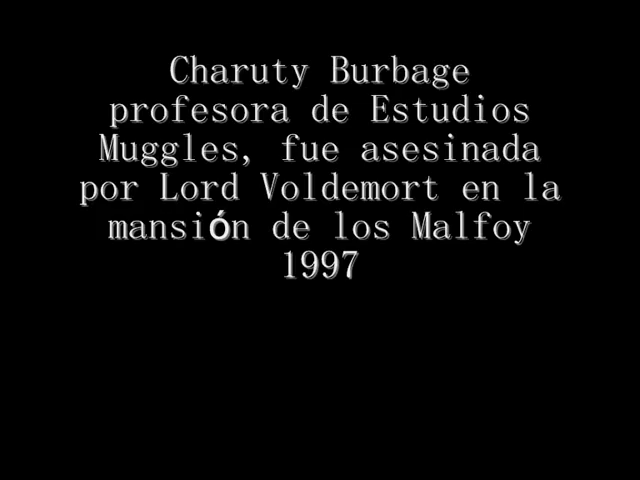 Charuty Burbage
profesora de Estudios
Muggles, fue asesinada
por Lord Voldemort en la
mansión de los Malfoy
1997